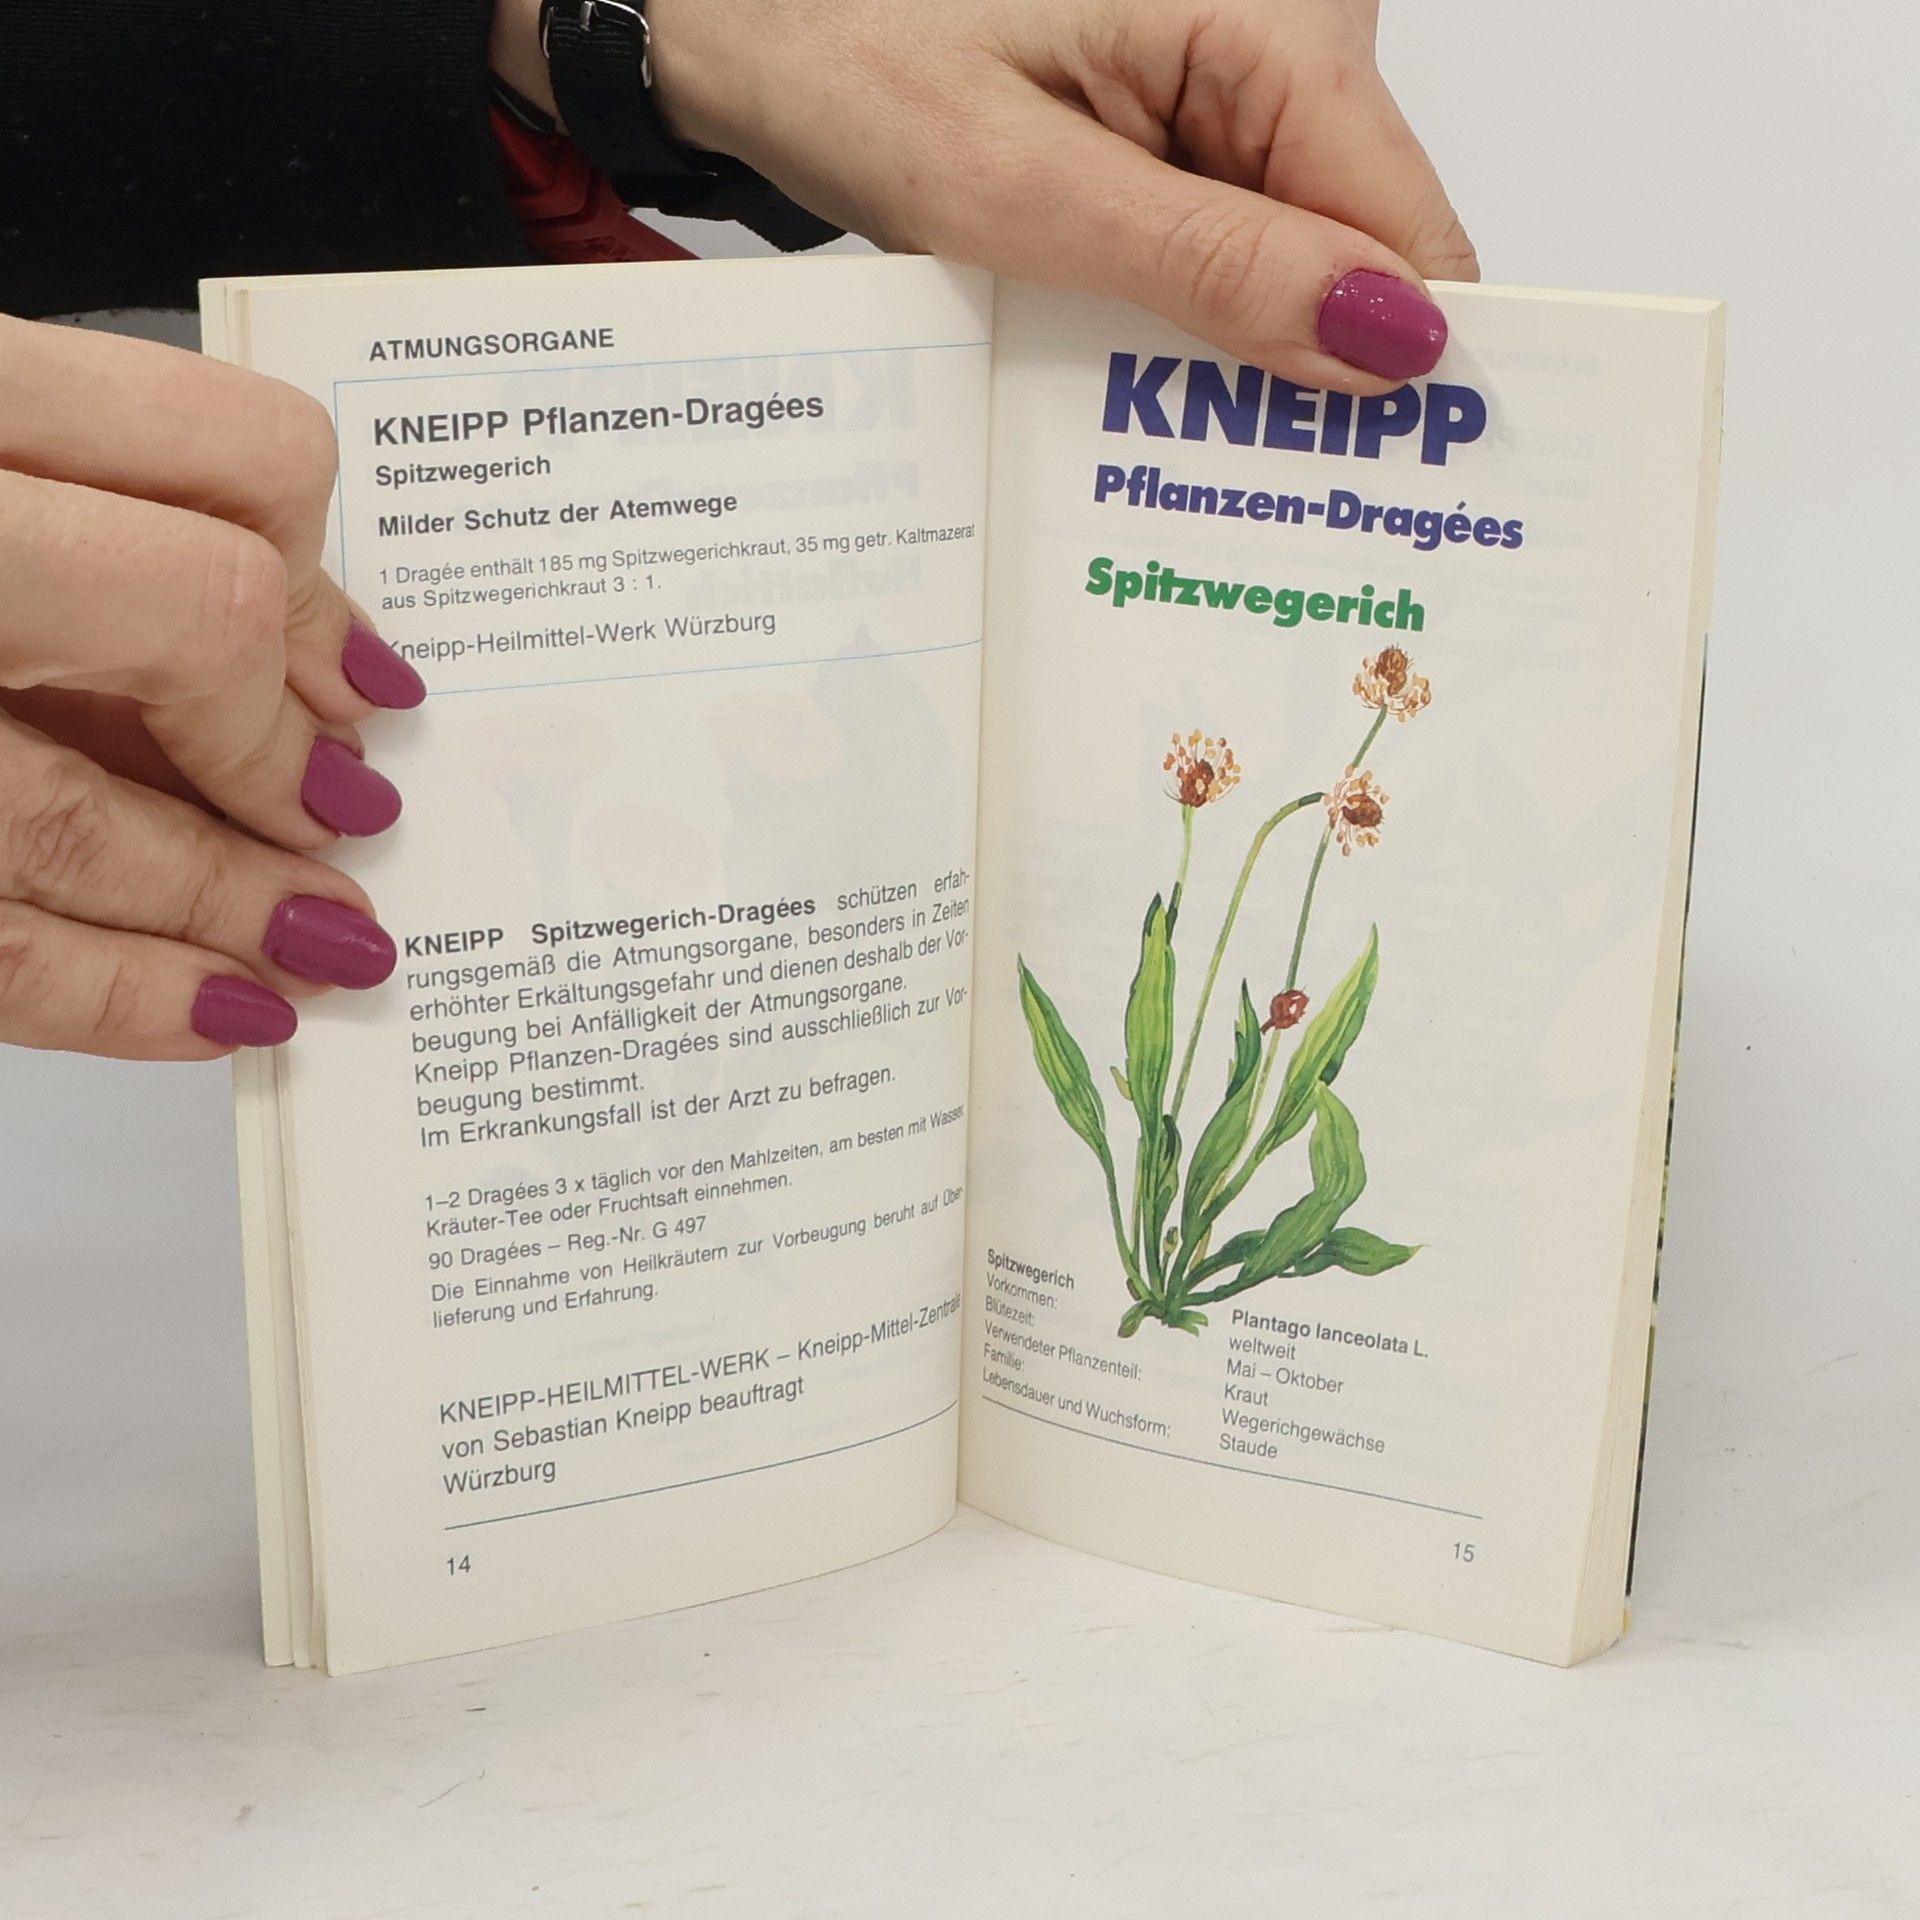 ATMUNGSORGANE
KNEIPP Pflanzen-Dragées
Spitzwegerich
Milder Schutz der Atemwege
1 Dragée enthält 185 mg Spitzwegerichkraut, 35 mg getr. Kaltmazerat
aus Spitzwegerichkraut 3 : 1.
Kneipp-Heilmittel-Werk Würzburg
KNEIPP Spitzwegerich-Dragées schützen erfah-
rungsgemäß die Atmungsorgane, besonders in Zeiten
erhöhter Erkältungsgefahr und dienen deshalb der Vor-
beugung bei Anfälligkeit der Atmungsorgane.
Kneipp Pflanzen-Dragées sind ausschließlich zur Vor-
beugung bestimmt.
Im Erkrankungsfall ist der Arzt zu befragen.
1–2 Dragées 3 x täglich vor den Mahlzeiten, am besten mit Wasser,
Kräuter-Tee oder Fruchtsaft einnehmen.
90 Dragées – Reg.-Nr. G 497
Die Einnahme von Heilkräutern zur Vorbeugung beruht auf Über-
lieferung und Erfahrung.
KNEIPP-HEILMITTEL-WERK – Kneipp-Mittel-Zentrale
von Sebastian Kneipp beauftragt
Würzburg
14
KNEIPP
Pflanzen-Dragées
Spitzwegerich
Spitzwegerich Plantago lanceolata L.
Vorkommen: weltweit
Blütezeit: Mai – Oktober
Verwendeter Pflanzenteil: Kraut
Familie: Wegerichgewächse
Lebensdauer und Wuchsform: Staude
15